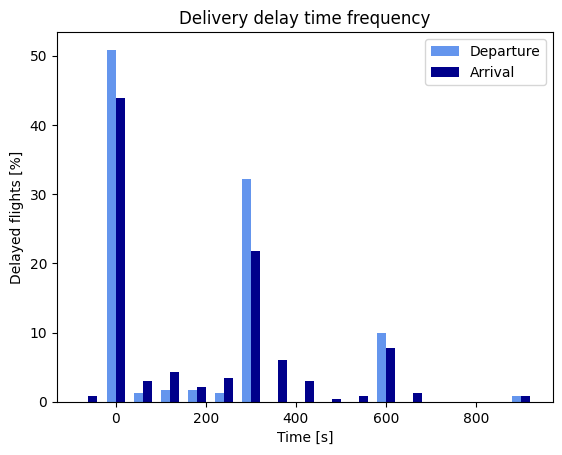 Delivery delay time frequency
Departure
Arrival
Delayed flights [%]
50
40
30
20
10
0
0 200 400 600 800
Time [s]